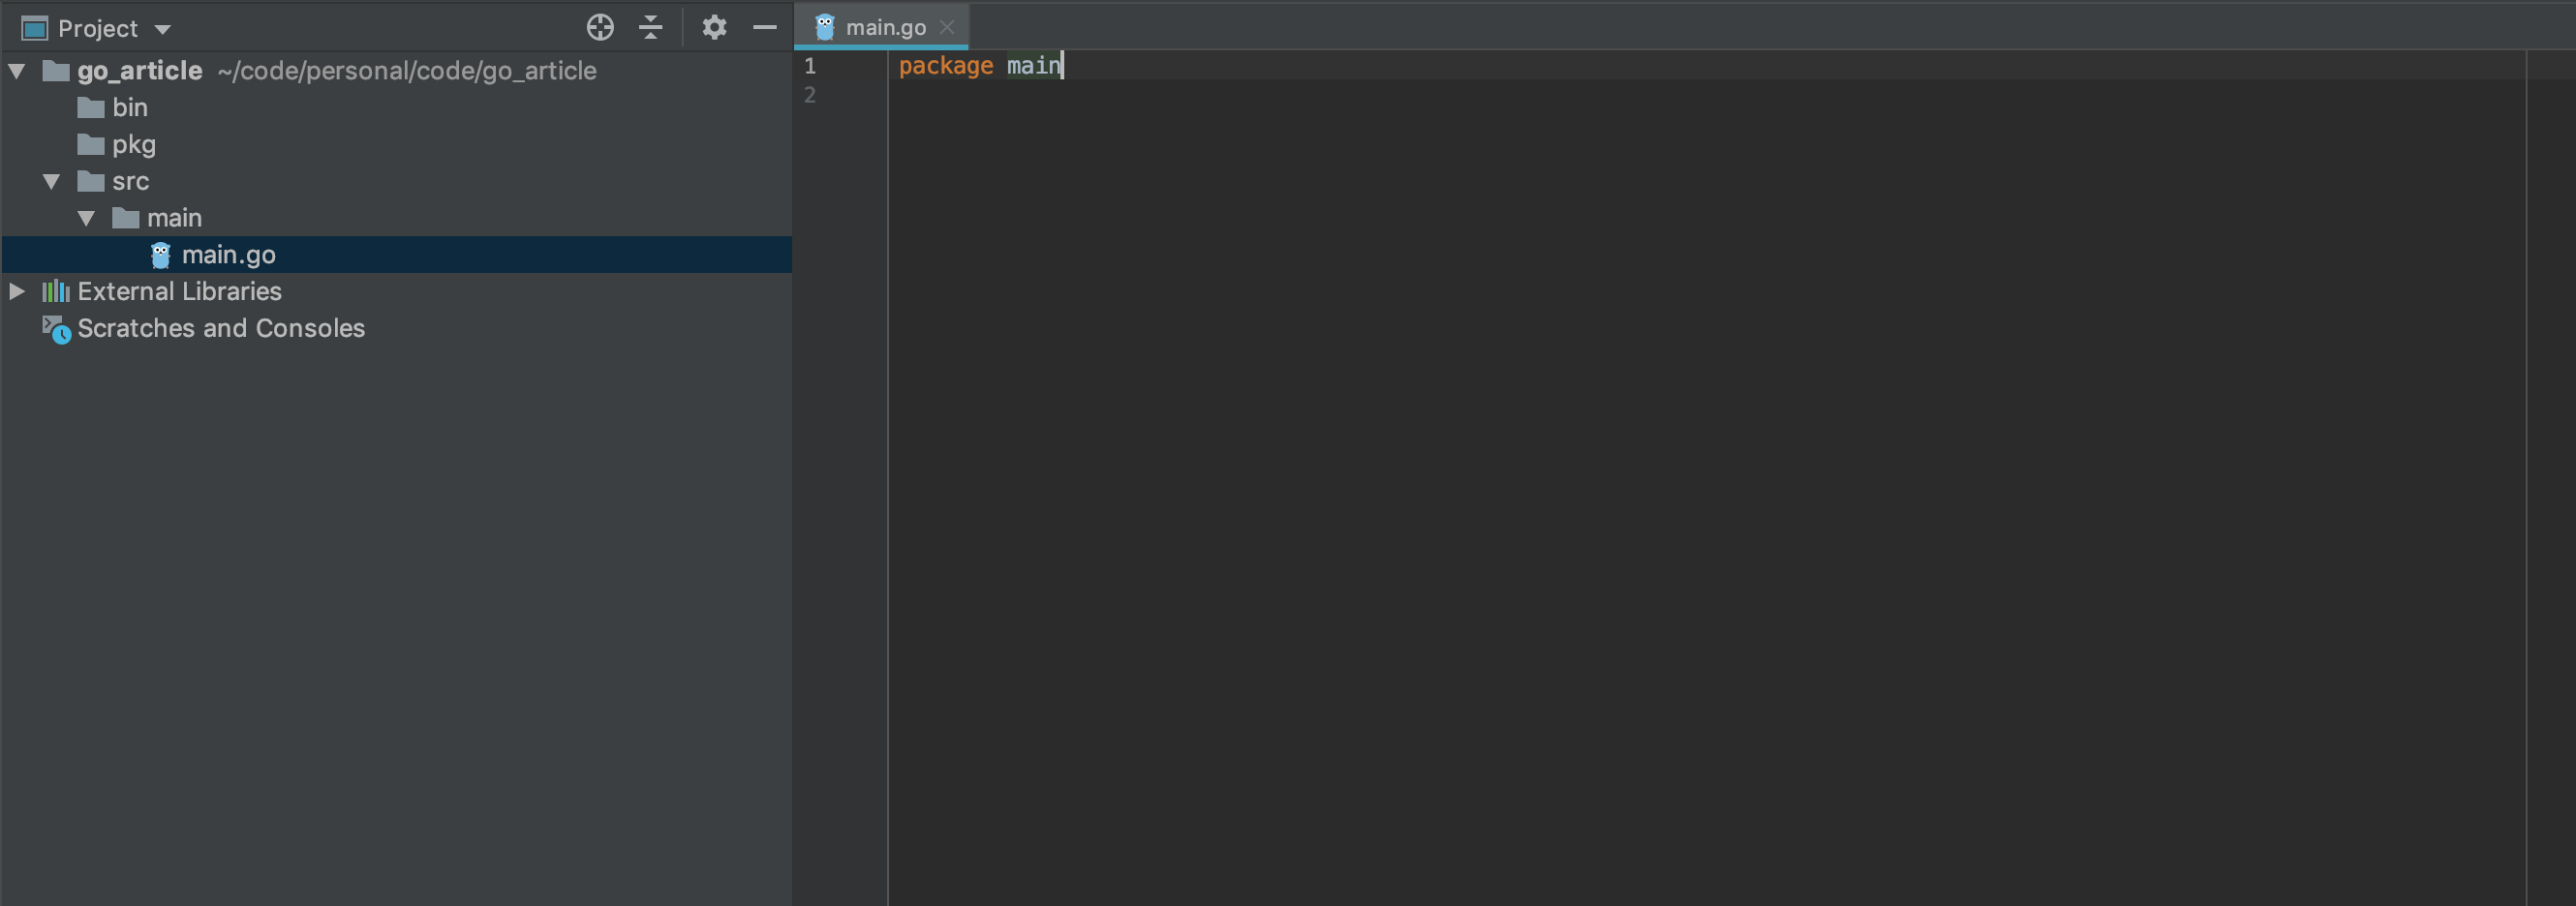 Project
go_article ~/code/personal/code/go_article
bin
pkg
src
main
main.go
External Libraries
Scratches and Consoles
main.go
1 package main
2